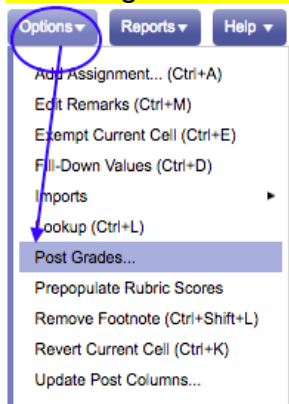 Options Reports Help
Add Assignment... (Ctrl+A)
Edit Remarks (Ctrl+M)
Exempt Current Cell (Ctrl+E)
Fill-Down Values (Ctrl+D)
Imports
Lookup (Ctrl+L)
Post Grades...
Prepopulate Rubric Scores
Remove Footnote (Ctrl+Shift+L)
Revert Current Cell (Ctrl+K)
Update Post Columns...